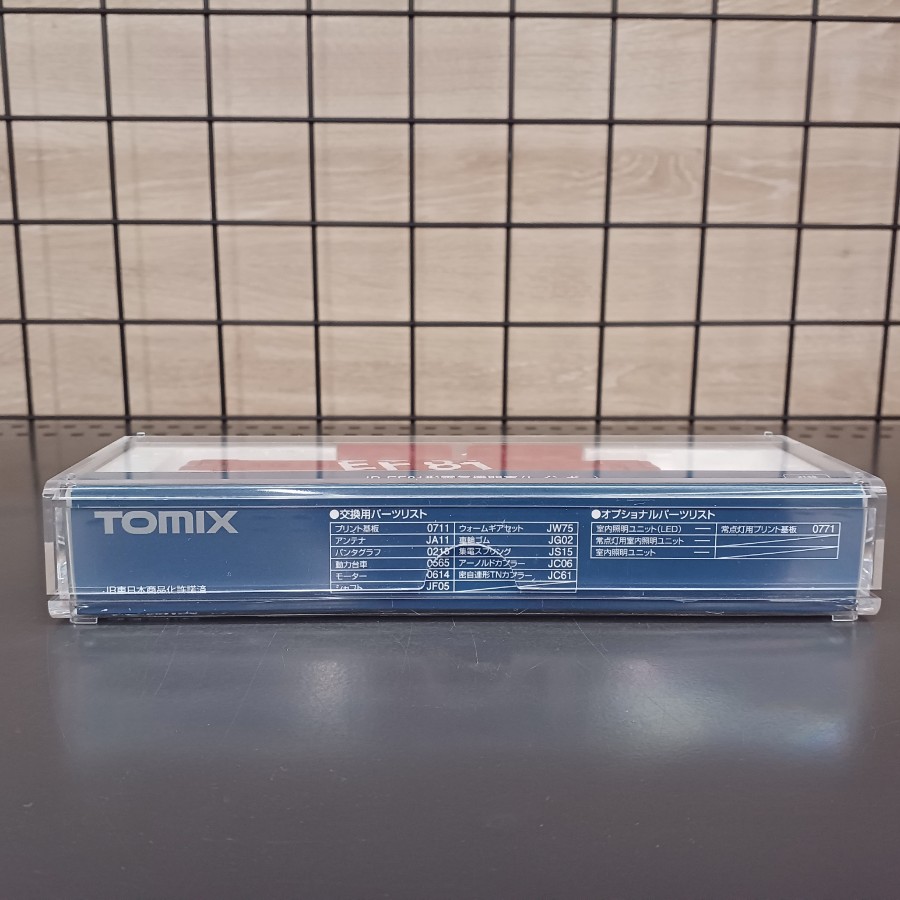 EF81
TOMIX
●交換用パーツリスト
プリント基板 0711 ウォームギアセット JW75
アンテナ JA11 車輪ゴム JG02
パンタグラフ 0216 集電スプリング JS15
動力台車 0565 アーノルドカプラー JC06
モーター 0614 密自連形TNカプラー JC61
シャフト JF05
●オプショナルパーツリスト
室内照明ユニット(LED) — 常点灯用プリント基板 0771
常点灯用室内照明ユニット —
室内照明ユニット —
JR東日本商品化許諾済